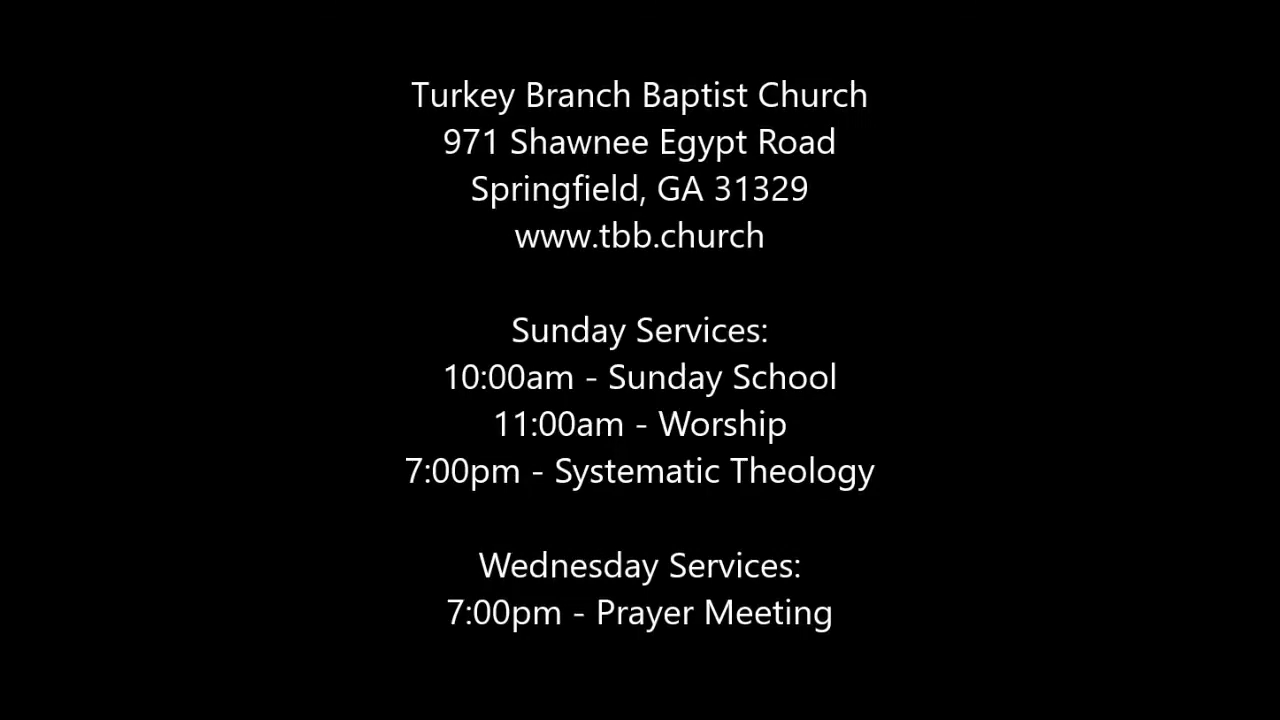 Turkey Branch Baptist Church
971 Shawnee Egypt Road
Springfield, GA 31329
www.tbb.church
Sunday Services:
10:00am - Sunday School
11:00am - Worship
7:00pm - Systematic Theology
Wednesday Services:
7:00pm - Prayer Meeting